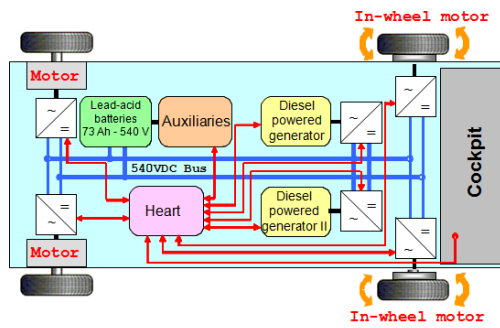 In-wheel motor
Motor
Lead-acid
batteries
73 Ah - 540 V
Auxiliaries
Diesel
powered
generator
~
=
~
=
~
=
540VDC Bus
Cockpit
Heart
Diesel
powered
generator II
~
=
~
=
~
=
Motor
In-wheel motor